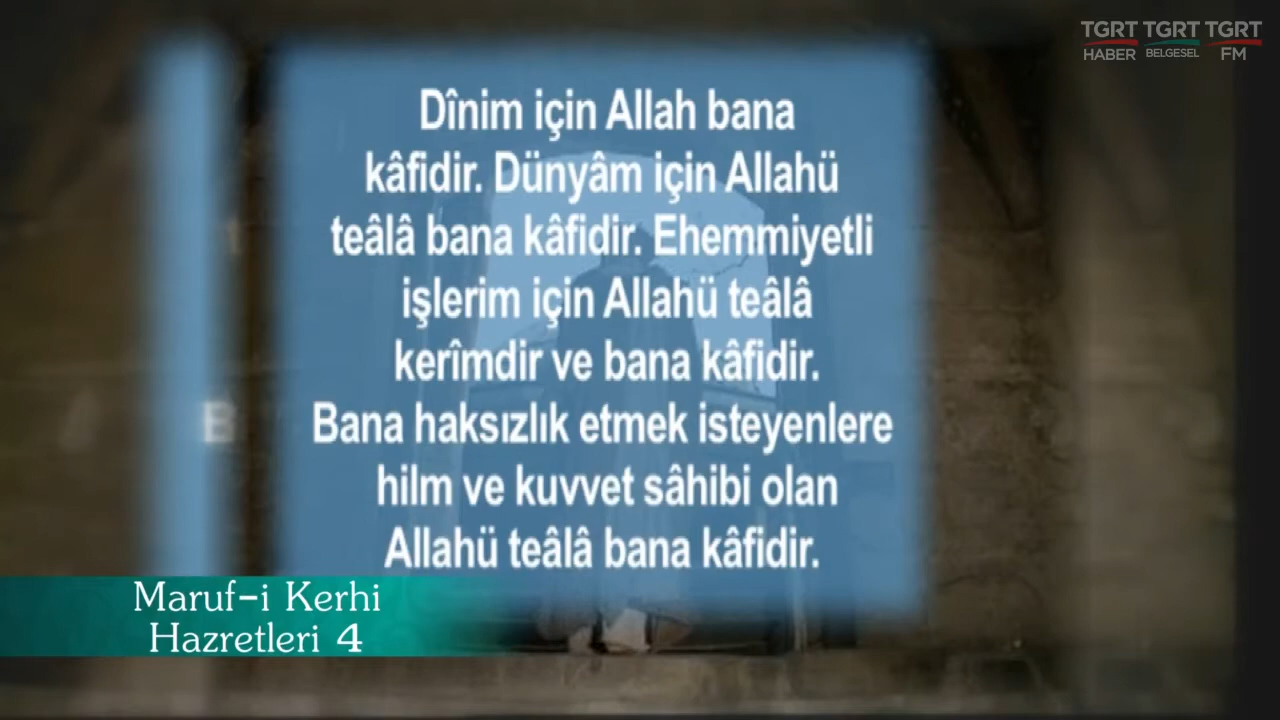 TGRT TGRT TGRT
HABER BELGESEL FM
Dînim için Allah bana
kâfidir. Dünyâm için Allahü
teâlâ bana kâfidir. Ehemmiyetli
işlerim için Allahü teâlâ
kerîmdir ve bana kâfidir.
B
Bana haksızlık etmek isteyenlere
hilm ve kuvvet sâhibi olan
Allahü teâlâ bana kâfidir.
Maruf-i Kerhi
Hazretleri 4